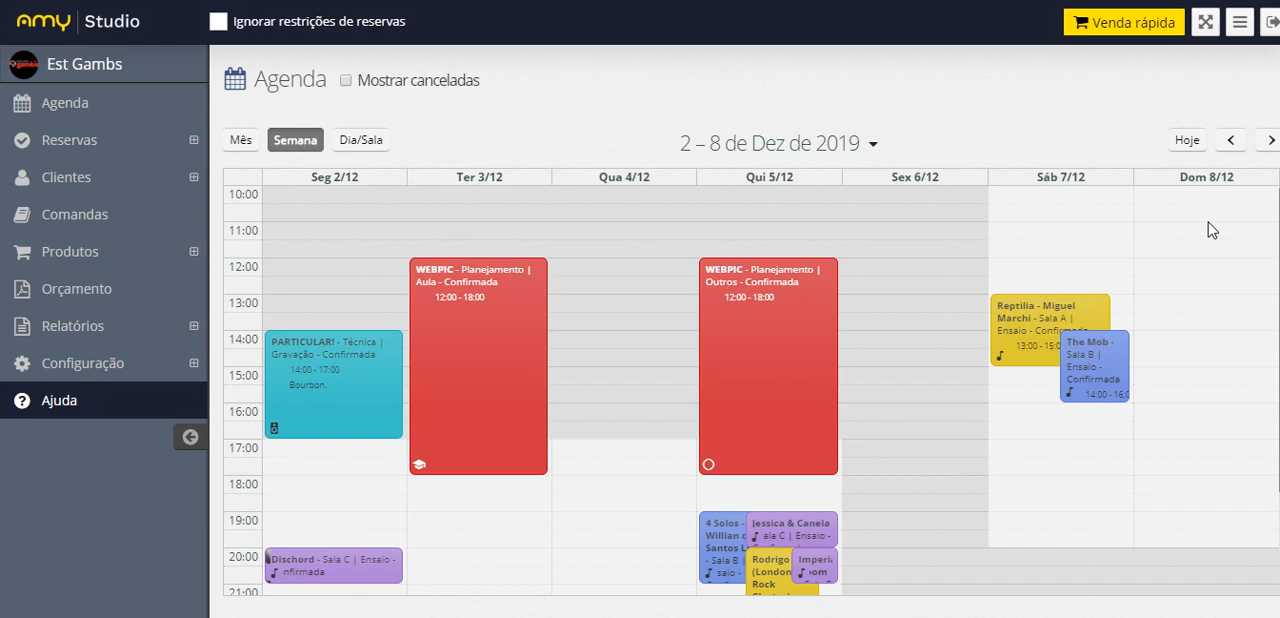 amy Studio
Ignorar restrições de reservas
Venda rápida
Est Gambs
Agenda
Reservas
Clientes
Comandas
Produtos
Orçamento
Relatórios
Configuração
Ajuda
Agenda
Mostrar canceladas
Mês
Semana
Dia/Sala
2 – 8 de Dez de 2019
Hoje
Seg 2/12
Ter 3/12
Qua 4/12
Qui 5/12
Sex 6/12
Sáb 7/12
Dom 8/12
10:00
11:00
12:00
13:00
14:00
15:00
16:00
17:00
18:00
19:00
20:00
21:00
PARTICULAR! - Técnica |
Gravação - Confirmada
14:00 - 17:00
Bourbon.
Dischord - Sala C | Ensaio -
nfirmada
WEBPIC - Planejamento |
Aula - Confirmada
12:00 - 18:00
WEBPIC - Planejamento |
Outros - Confirmada
12:00 - 18:00
4 Solos -
Willian
Santos
- Sala B |
saio -
Jessica & Canela
ala C | Ensaio -
Rodrigo
(London
Rock
Imperi
oom
Reptilia - Miguel
Marchi - Sala A |
Ensaio - Confirmada
13:00 - 15:0
The Mob -
Sala B |
Ensaio -
Confirmada
14:00 - 16:0